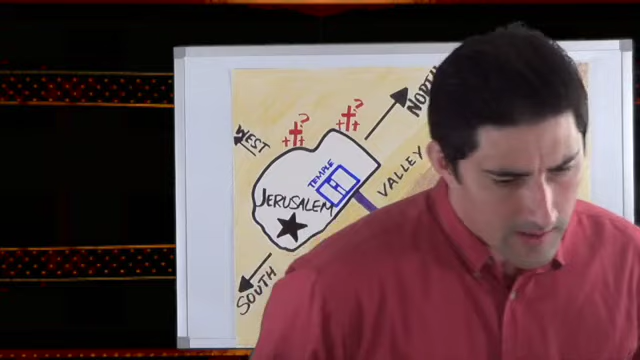 NORTH
?
?
WEST
TEMPLE
VALLEY
JERUSALEM
SOUTH